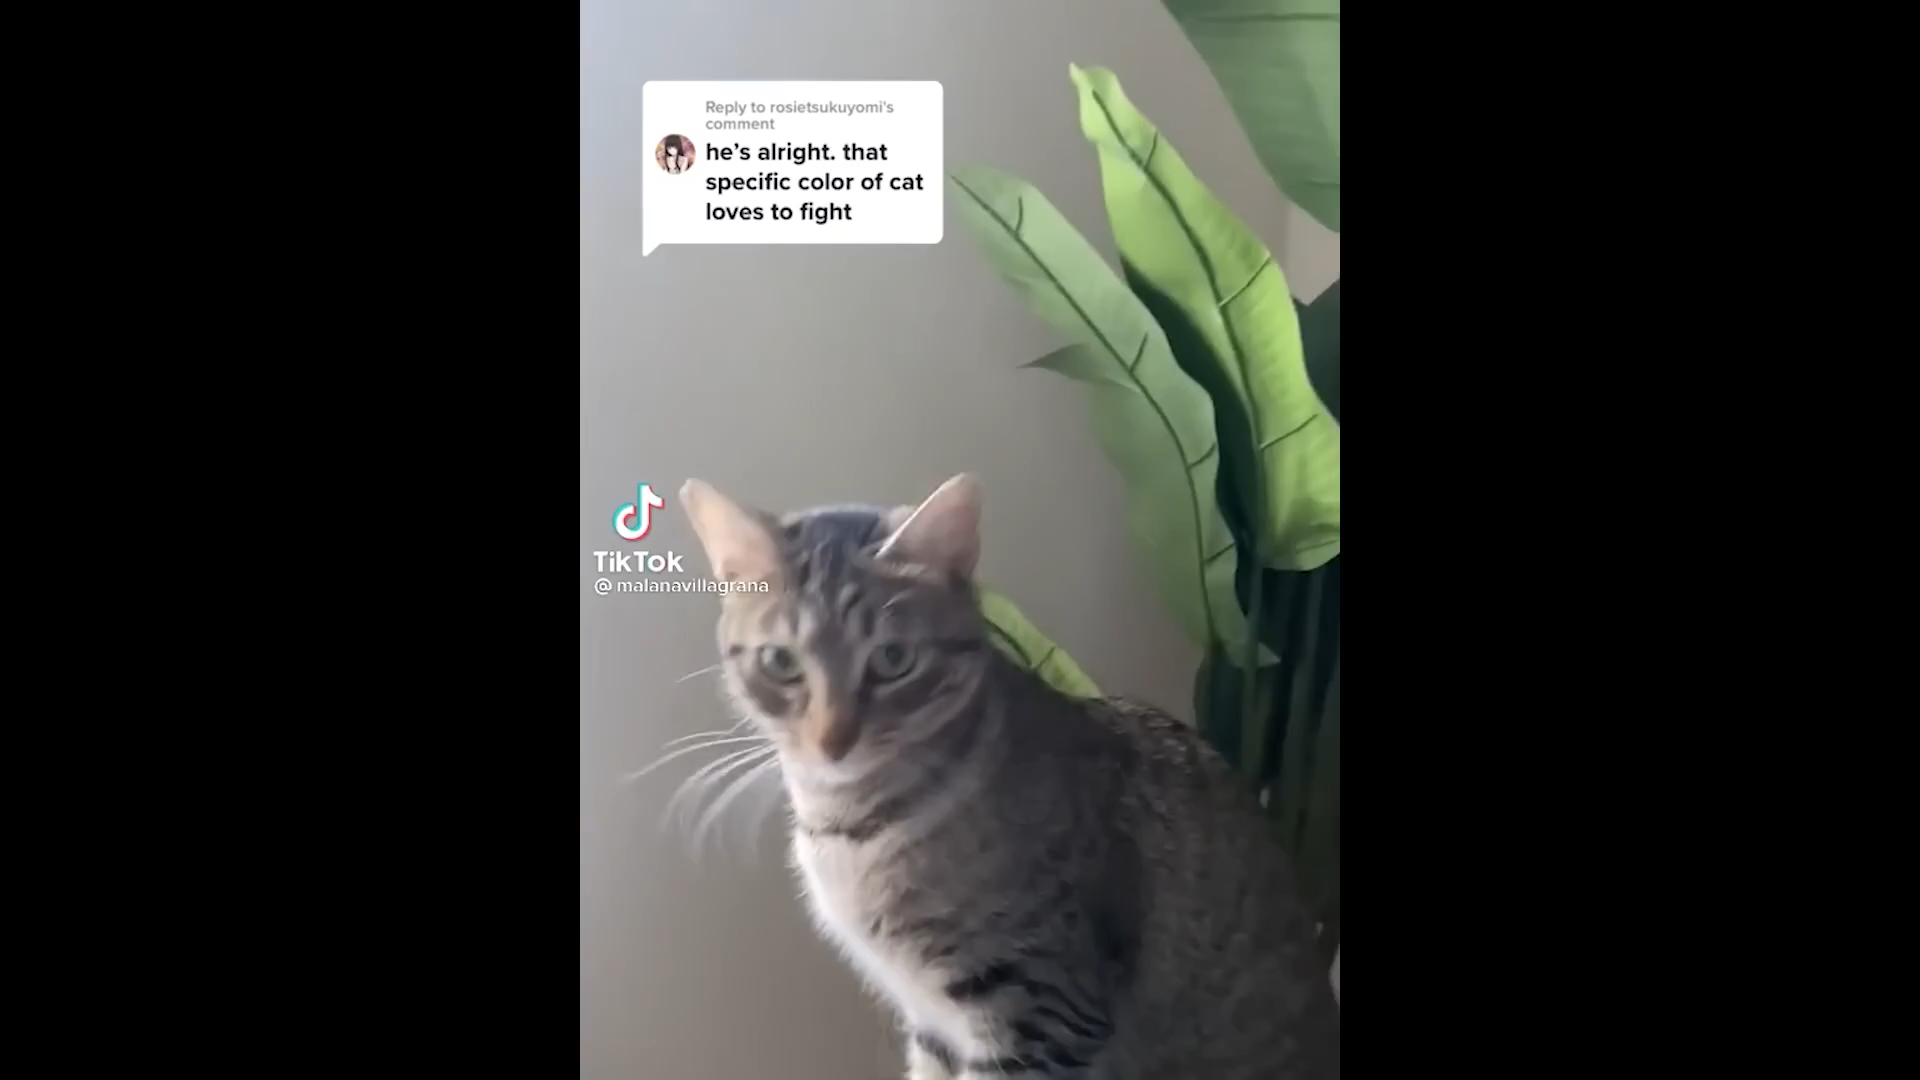 Reply to rosietsukuyomi's
comment
he’s alright. that
specific color of cat
loves to fight
TikTok
@malanavillagrana